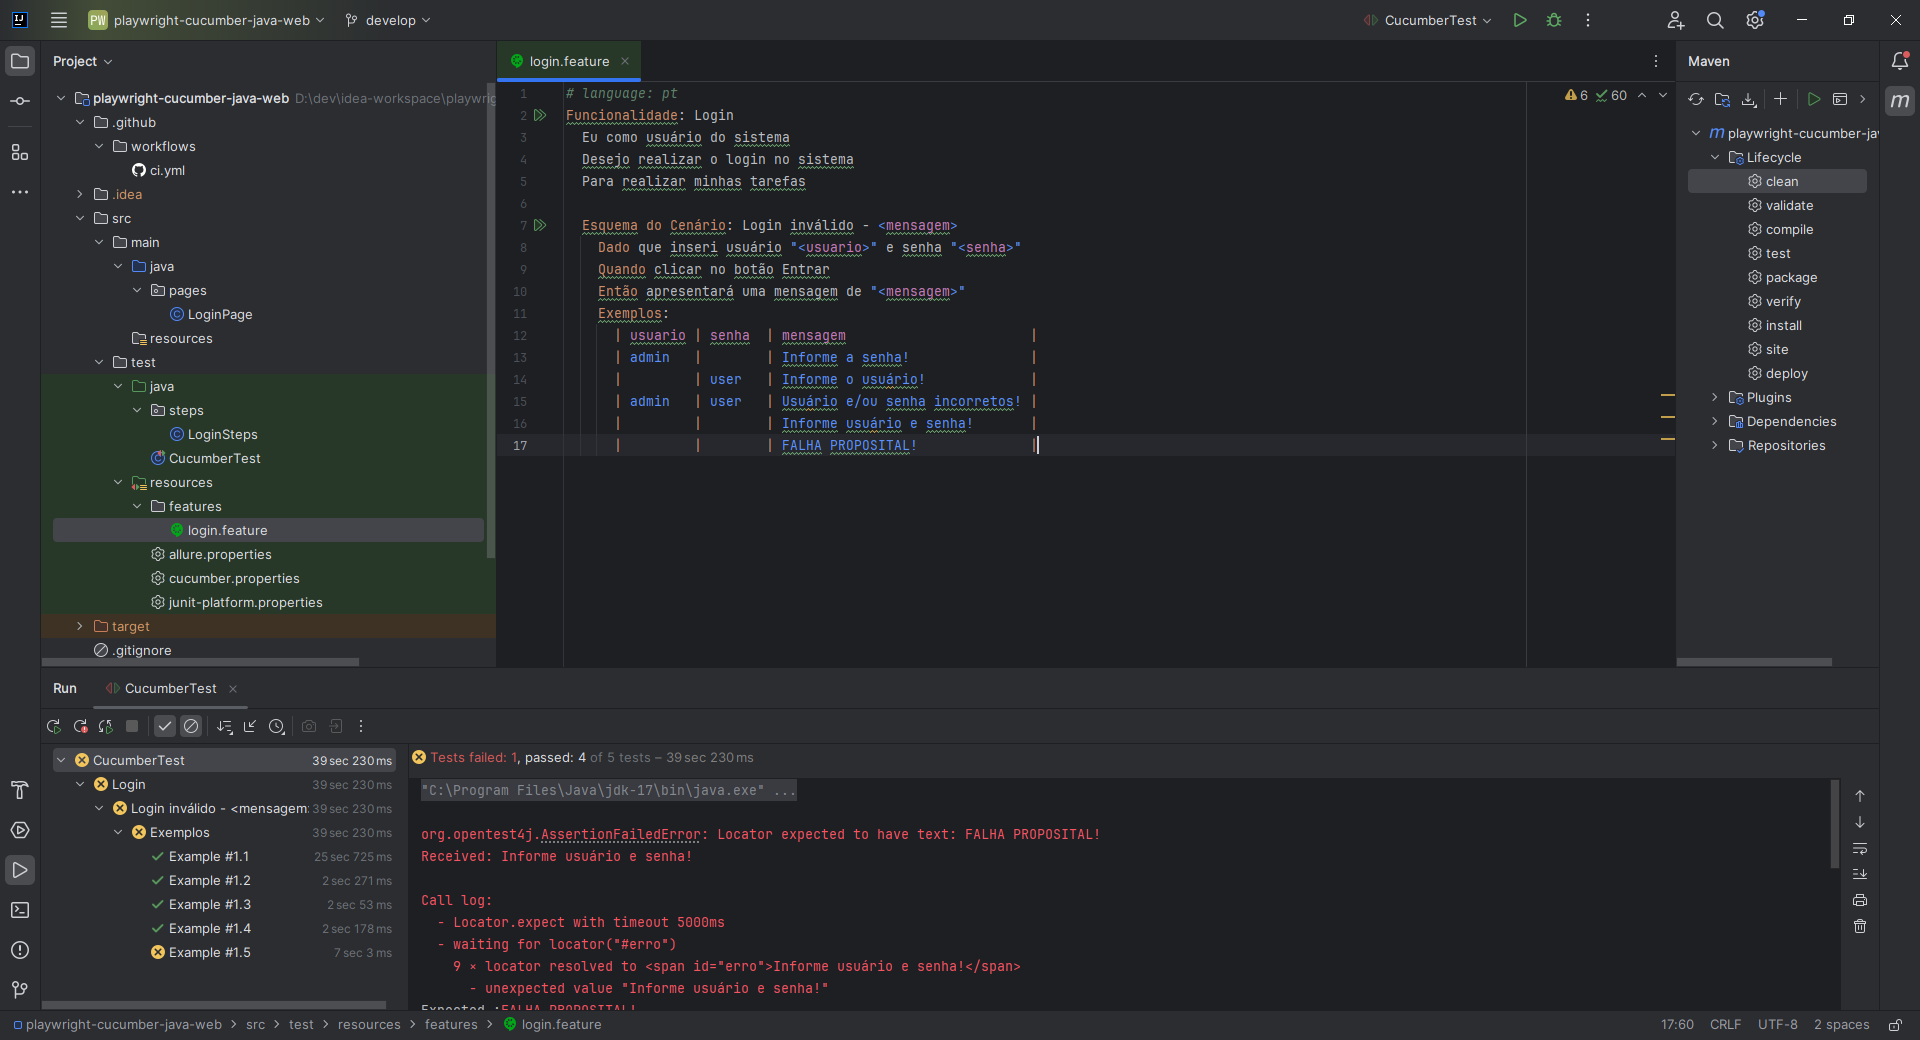 PW playwright-cucumber-java-web develop CucumberTest
Project
playwright-cucumber-java-web D:\dev\idea-workspace\playwrig
.github
workflows
ci.yml
.idea
src
main
java
pages
LoginPage
resources
test
java
steps
LoginSteps
CucumberTest
resources
features
login.feature
allure.properties
cucumber.properties
junit-platform.properties
target
.gitignore
login.feature
6 60
1 # language: pt
2 Funcionalidade: Login
3 Eu como usuário do sistema
4 Desejo realizar o login no sistema
5 Para realizar minhas tarefas
6
7 Esquema do Cenário: Login inválido - <mensagem>
8 Dado que inseri usuário "<usuario>" e senha "<senha>"
9 Quando clicar no botão Entrar
10 Então apresentará uma mensagem de "<mensagem>"
11 Exemplos:
12 | usuario | senha | mensagem |
13 | admin | | Informe a senha! |
14 | | user | Informe o usuário! |
15 | admin | user | Usuário e/ou senha incorretos! |
16 | | | Informe usuário e senha! |
17 | | | FALHA PROPOSITAL! |
Maven
m playwright-cucumber-ja
Lifecycle
clean
validate
compile
test
package
verify
install
site
deploy
Plugins
Dependencies
Repositories
Run CucumberTest
CucumberTest 39 sec 230 ms
Login 39 sec 230 ms
Login inválido - <mensagem 39 sec 230 ms
Exemplos 39 sec 230 ms
Example #1.1 25 sec 725 ms
Example #1.2 2 sec 271 ms
Example #1.3 2 sec 53 ms
Example #1.4 2 sec 178 ms
Example #1.5 7 sec 3 ms
Tests failed: 1, passed: 4 of 5 tests – 39 sec 230 ms
"C:\Program Files\Java\jdk-17\bin\java.exe" ...
org.opentest4j.AssertionFailedError: Locator expected to have text: FALHA PROPOSITAL!
Received: Informe usuário e senha!
Call log:
- Locator.expect with timeout 5000ms
- waiting for locator("#erro")
9 × locator resolved to <span id="erro">Informe usuário e senha!</span>
- unexpected value "Informe usuário e senha!"
Expected :FALHA PROPOSITAL!
playwright-cucumber-java-web > src > test > resources > features > login.feature
17:60 CRLF UTF-8 2 spaces